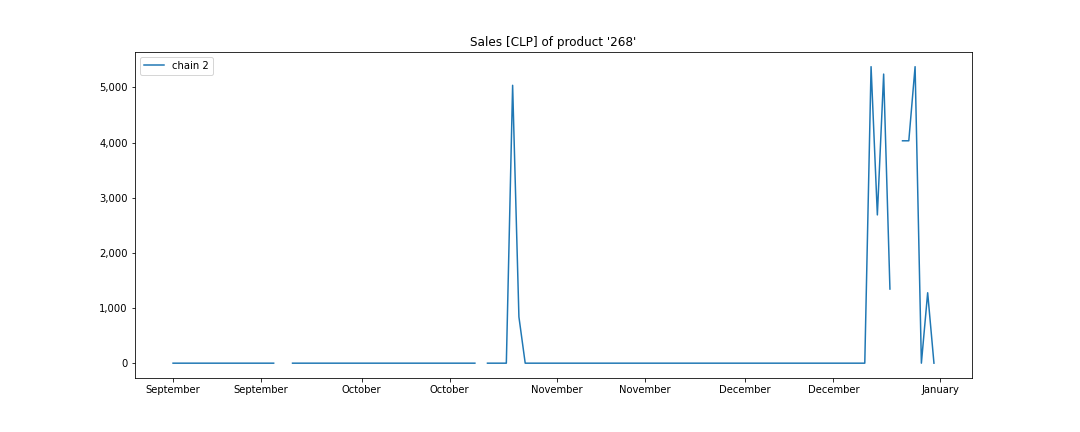 Sales [CLP] of product '268'
chain 2
5,000
4,000
3,000
2,000
1,000
0
September September October October November November December December January